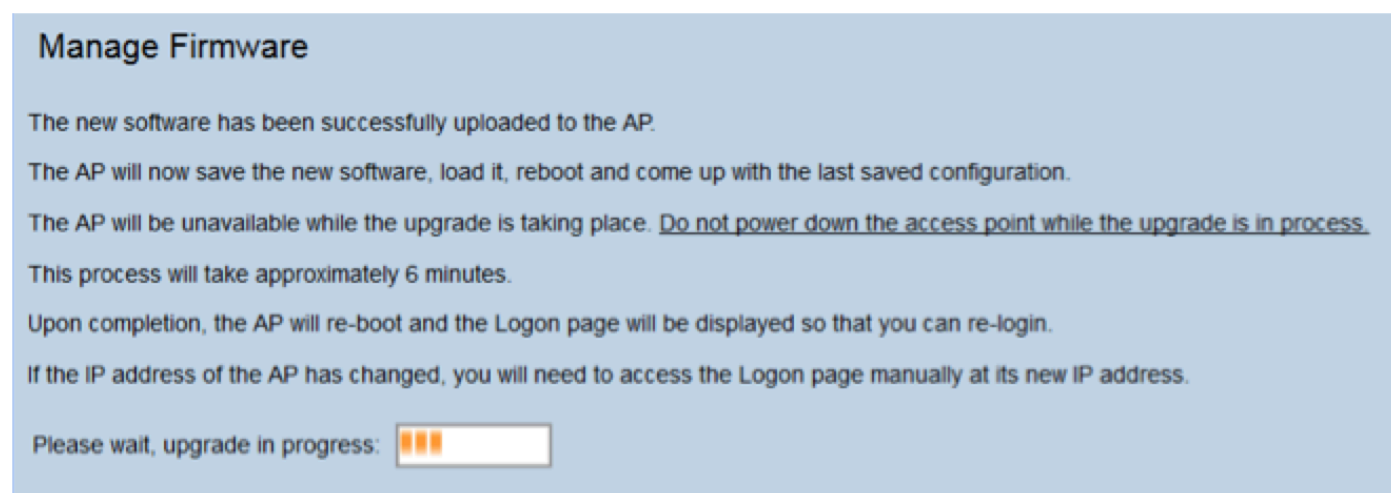 Manage Firmware
The new software has been successfully uploaded to the AP.
The AP will now save the new software, load it, reboot and come up with the last saved configuration.
The AP will be unavailable while the upgrade is taking place. Do not power down the access point while the upgrade is in process.
This process will take approximately 6 minutes.
Upon completion, the AP will re-boot and the Logon page will be displayed so that you can re-login.
If the IP address of the AP has changed, you will need to access the Logon page manually at its new IP address.
Please wait, upgrade in progress: